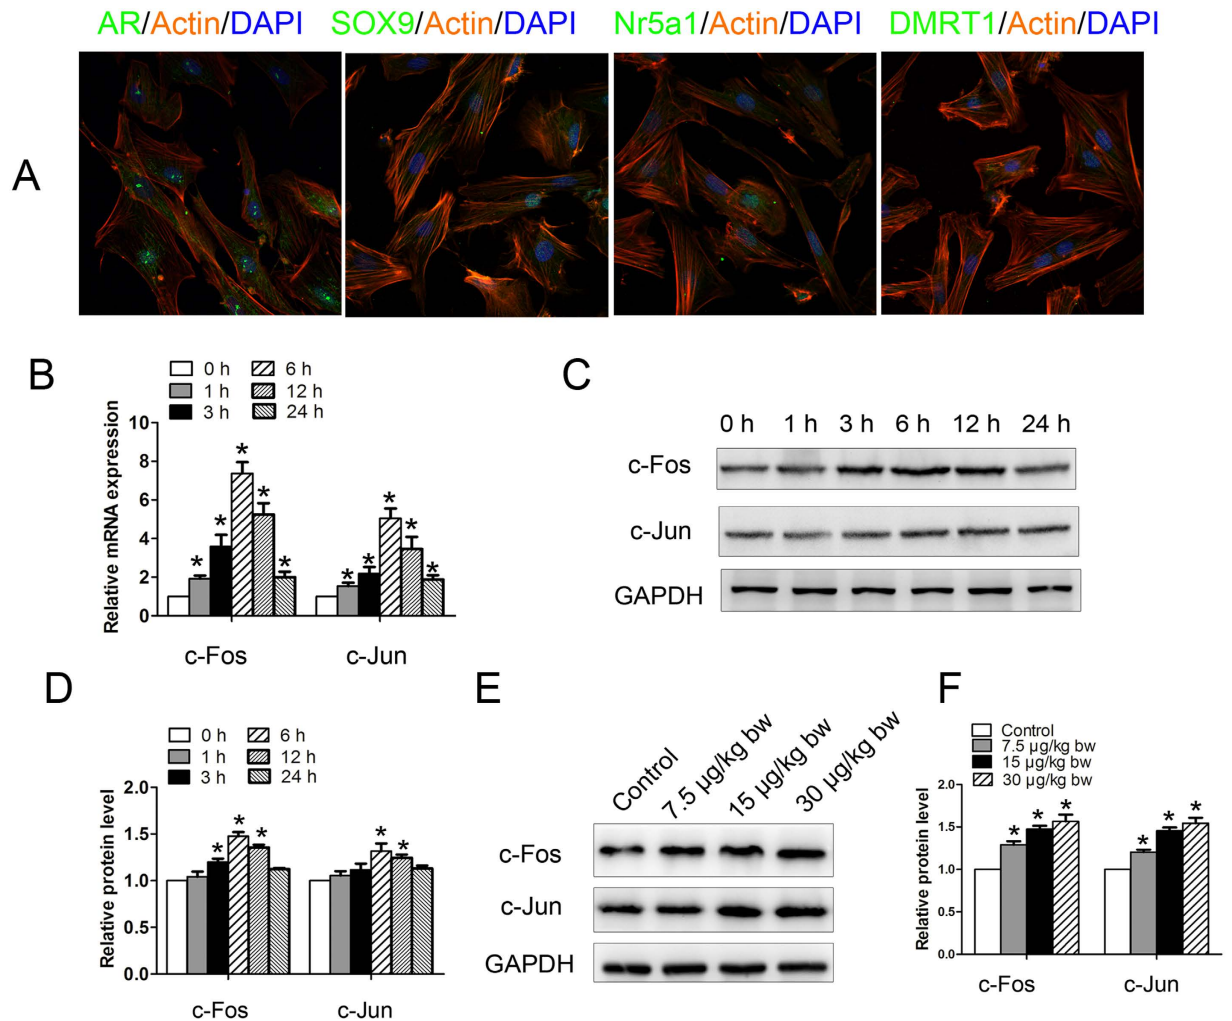 AR/Actin/DAPI SOX9/Actin/DAPI Nr5a1/Actin/DAPI DMRT1/Actin/DAPI
A
B
0 h 6 h
1 h 12 h
3 h 24 h
Relative mRNA expression
10
8
6
4
2
0
* * * * *
* * * * *
c-Fos c-Jun
C
0 h 1 h 3 h 6 h 12 h 24 h
c-Fos
c-Jun
GAPDH
D
0 h 6 h
1 h 12 h
3 h 24 h
Relative protein level
2.0
1.5
1.0
0.5
0.0
* * *
* *
c-Fos c-Jun
E
Control 7.5 µg/kg bw 15 µg/kg bw 30 µg/kg bw
c-Fos
c-Jun
GAPDH
F
Control
7.5 µg/kg bw
15 µg/kg bw
30 µg/kg bw
Relative protein level
2.0
1.5
1.0
0.5
0.0
* * *
* * *
c-Fos c-Jun